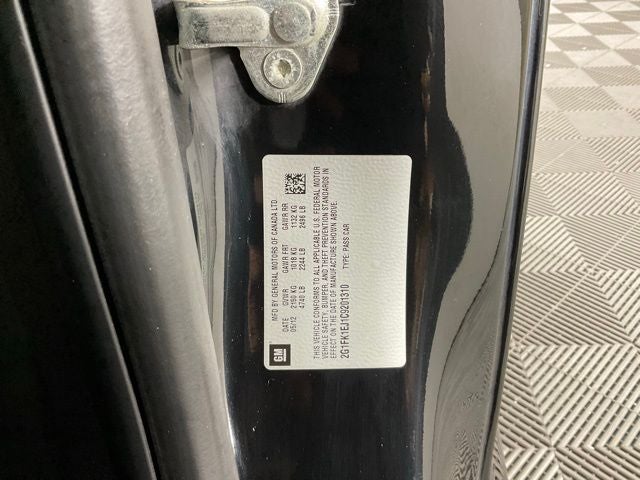 MFD BY GENERAL MOTORS OF CANADA LTD.
DATE GVWR GAWR FRT GAWR RR
05/12 2150 KG 1018 KG 1132 KG
4740 LB 2244 LB 2496 LB
GM
THIS VEHICLE CONFORMS TO ALL APPLICABLE U.S. FEDERAL MOTOR
VEHICLE SAFETY, BUMPER, AND THEFT PREVENTION STANDARDS IN
EFFECT ON THE DATE OF MANUFACTURE SHOWN ABOVE.
2G1FK1EJ1C9201310 TYPE: PASS CAR